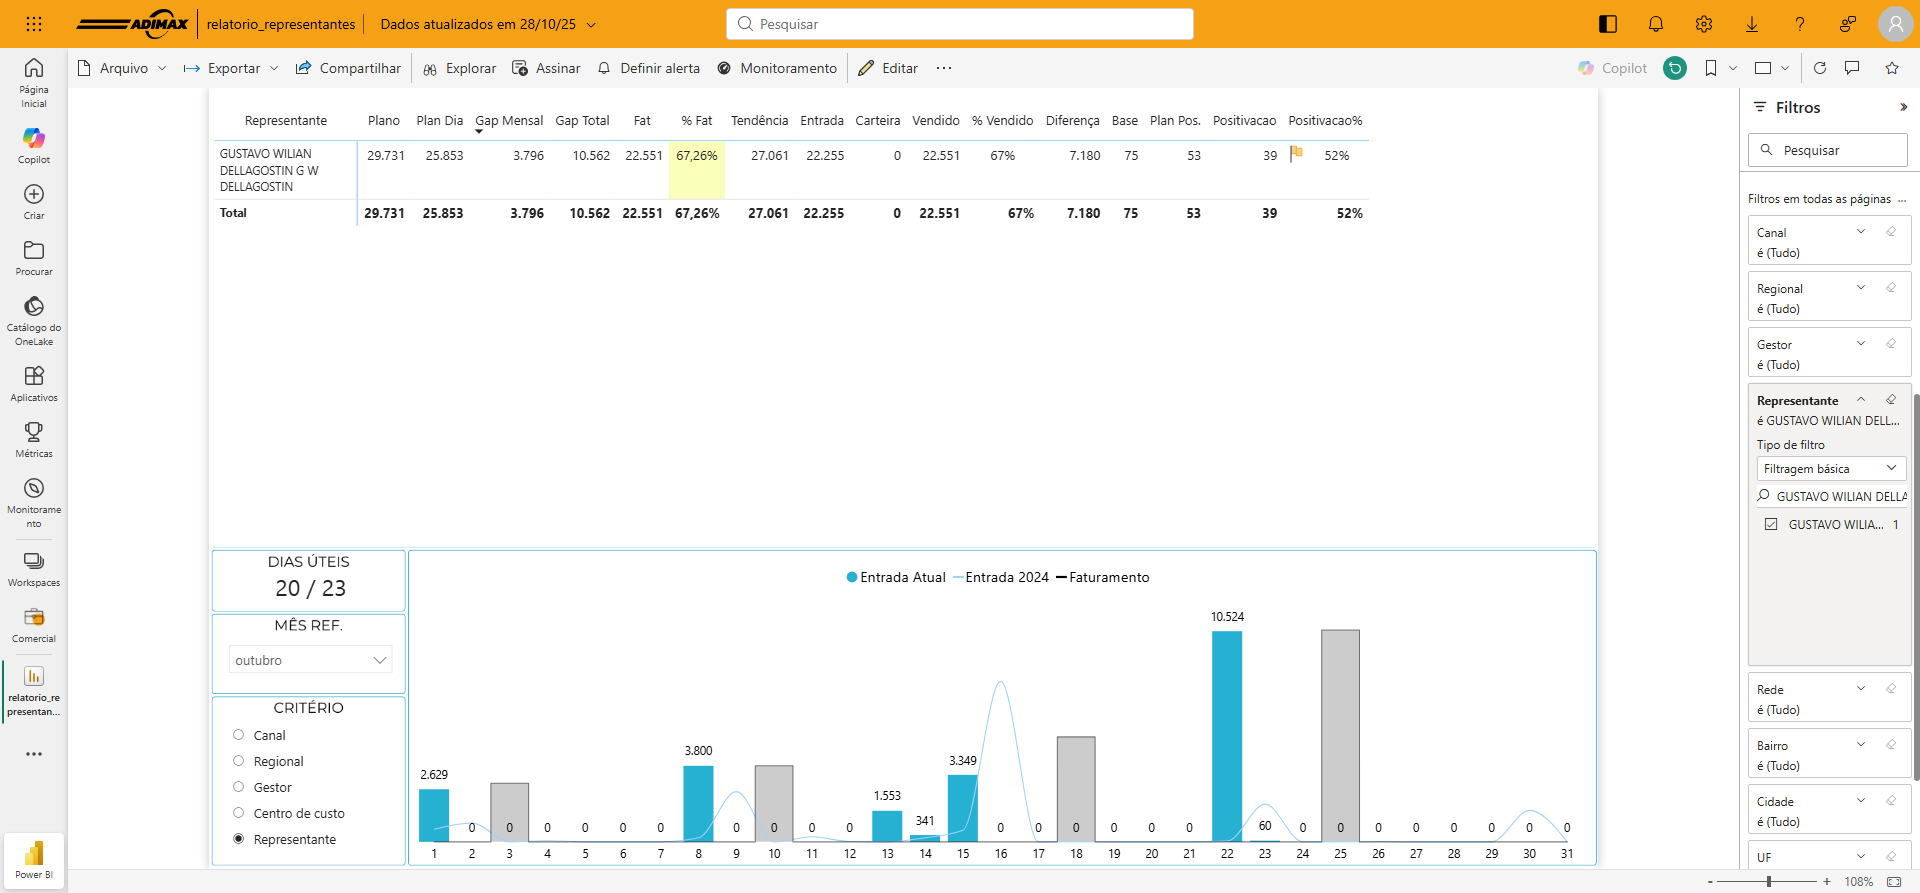 ADIMAX
relatorio_representantes
Dados atualizados em 28/10/25
Pesquisar
Arquivo
Exportar
Compartilhar
Explorar
Assinar
Definir alerta
Monitoramento
Editar
Copilot
Página
Inicial
Copilot
Criar
Procurar
Catálogo do
OneLake
Aplicativos
Métricas
Monitorame
nto
Workspaces
Comercial
relatorio_re
presentan...
Power BI
Representante Plano Plan Dia Gap Mensal Gap Total Fat % Fat Tendência Entrada Carteira Vendido % Vendido Diferença Base Plan Pos. Positivacao Positivacao%
GUSTAVO WILIAN
DELLAGOSTIN G W
DELLAGOSTIN
29.731 25.853 3.796 10.562 22.551 67,26% 27.061 22.255 0 22.551 67% 7.180 75 53 39 52%
Total 29.731 25.853 3.796 10.562 22.551 67,26% 27.061 22.255 0 22.551 67% 7.180 75 53 39 52%
DIAS ÚTEIS
20 / 23
MÊS REF.
outubro
CRITÉRIO
Canal
Regional
Gestor
Centro de custo
Representante
Entrada Atual Entrada 2024 Faturamento
2.629 0 0 0 0 0 0 3.800 0 0 0 0 1.553 341 3.349 0 0 0 0 0 0 10.524 60 0 0 0 0 0 0 0 0
1 2 3 4 5 6 7 8 9 10 11 12 13 14 15 16 17 18 19 20 21 22 23 24 25 26 27 28 29 30 31
Filtros
Pesquisar
Filtros em todas as páginas ...
Canal
é (Tudo)
Regional
é (Tudo)
Gestor
é (Tudo)
Representante
é GUSTAVO WILIAN DELL...
Tipo de filtro
Filtragem básica
GUSTAVO WILIAN DELLA
GUSTAVO WILIA... 1
Rede
é (Tudo)
Bairro
é (Tudo)
Cidade
é (Tudo)
UF
- + 108%